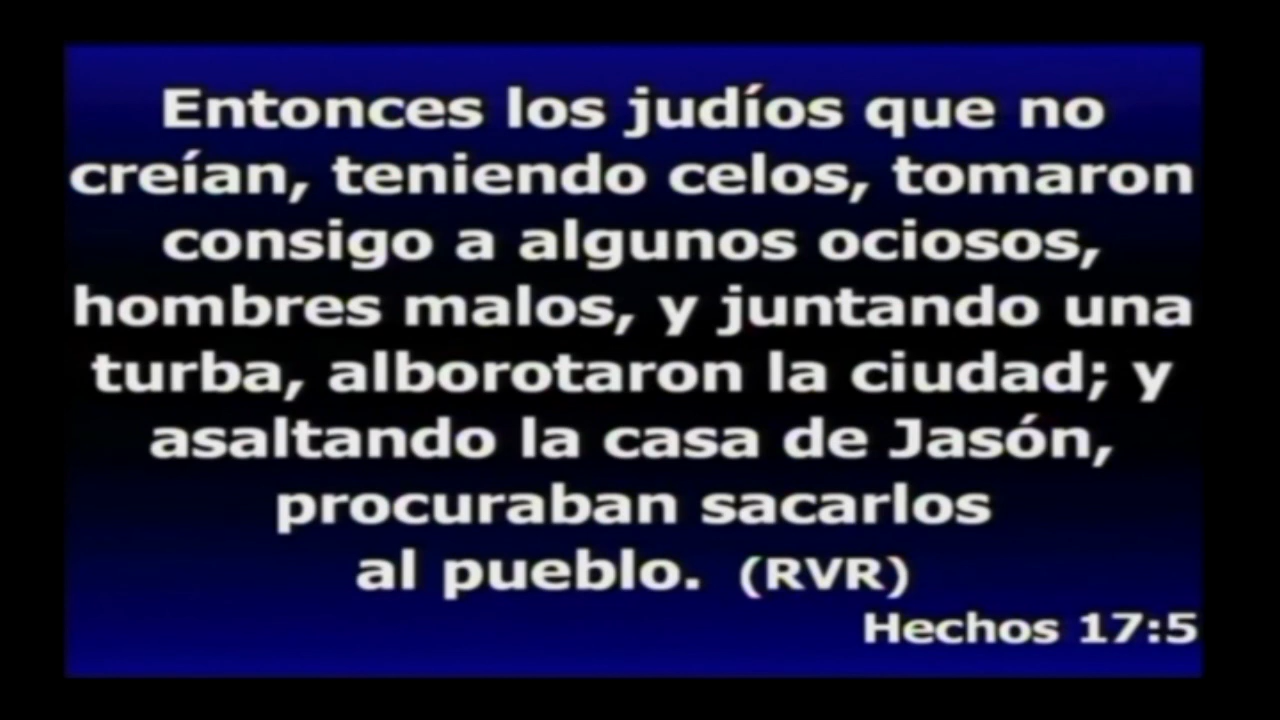 Entonces los judíos que no
creían, teniendo celos, tomaron
consigo a algunos ociosos,
hombres malos, y juntando una
turba, alborotaron la ciudad; y
asaltando la casa de Jasón,
procuraban sacarlos
al pueblo. (RVR)
Hechos 17:5